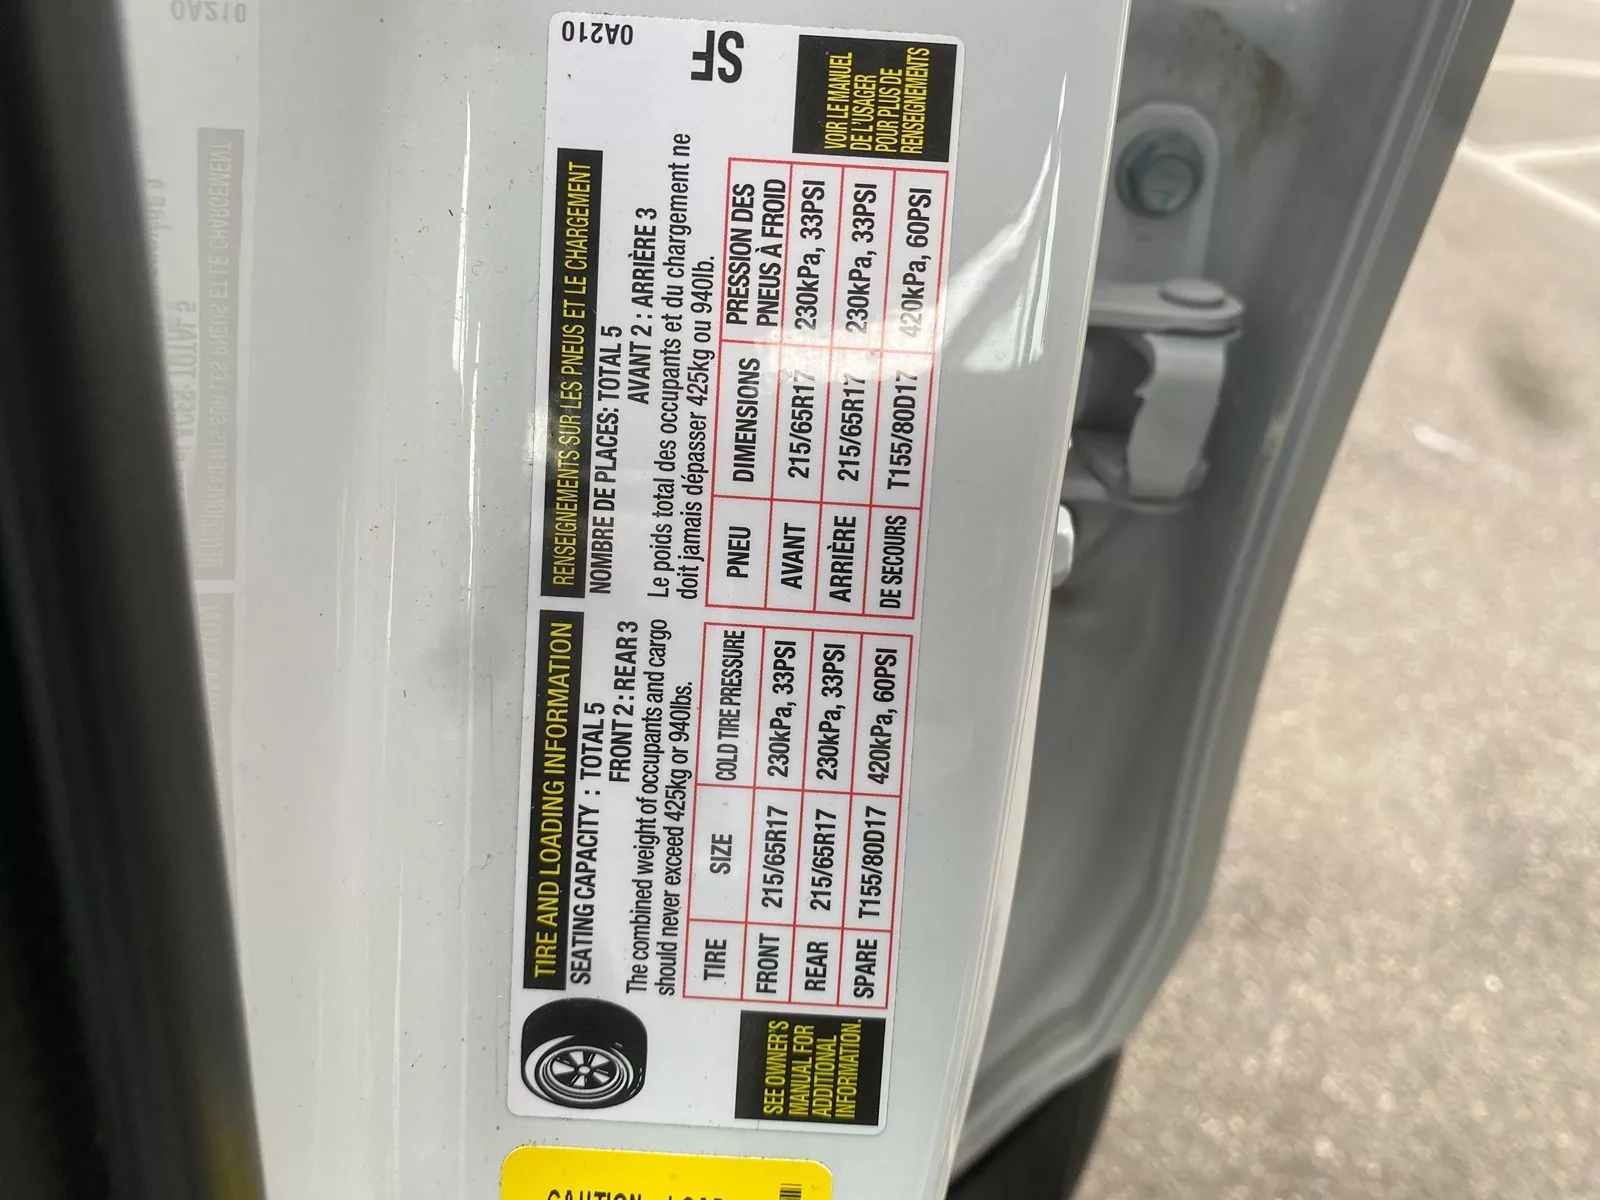 TIRE AND LOADING INFORMATION
SEATING CAPACITY : TOTAL 5
FRONT 2 : REAR 3
The combined weight of occupants and cargo
should never exceed 425kg or 940lbs.
TIRE SIZE COLD TIRE PRESSURE
FRONT 215/65R17 230kPa, 33PSI
REAR 215/65R17 230kPa, 33PSI
SPARE T155/80D17 420kPa, 60PSI
SEE OWNER'S
MANUAL FOR
ADDITIONAL
INFORMATION.
RENSEIGNEMENTS SUR LES PNEUS ET LE CHARGEMENT
NOMBRE DE PLACES: TOTAL 5
AVANT 2 : ARRIÈRE 3
Le poids total des occupants et du chargement ne
doit jamais dépasser 425kg ou 940lb.
PNEU DIMENSIONS PRESSION DES
PNEUS À FROID
AVANT 215/65R17 230kPa, 33PSI
ARRIÈRE 215/65R17 230kPa, 33PSI
DE SECOURS T155/80D17 420kPa, 60PSI
VOIR LE MANUEL
DE L'USAGER
POUR PLUS DE
RENSEIGNEMENTS
0A210
SF
CAUTION